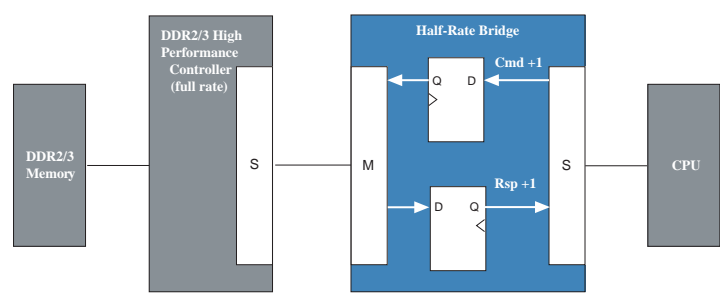 DDR2/3
Memory
DDR2/3 High
Performance
Controller
(full rate)
S
Half-Rate Bridge
M
Cmd +1
Q D
Rsp +1
D Q
S
CPU